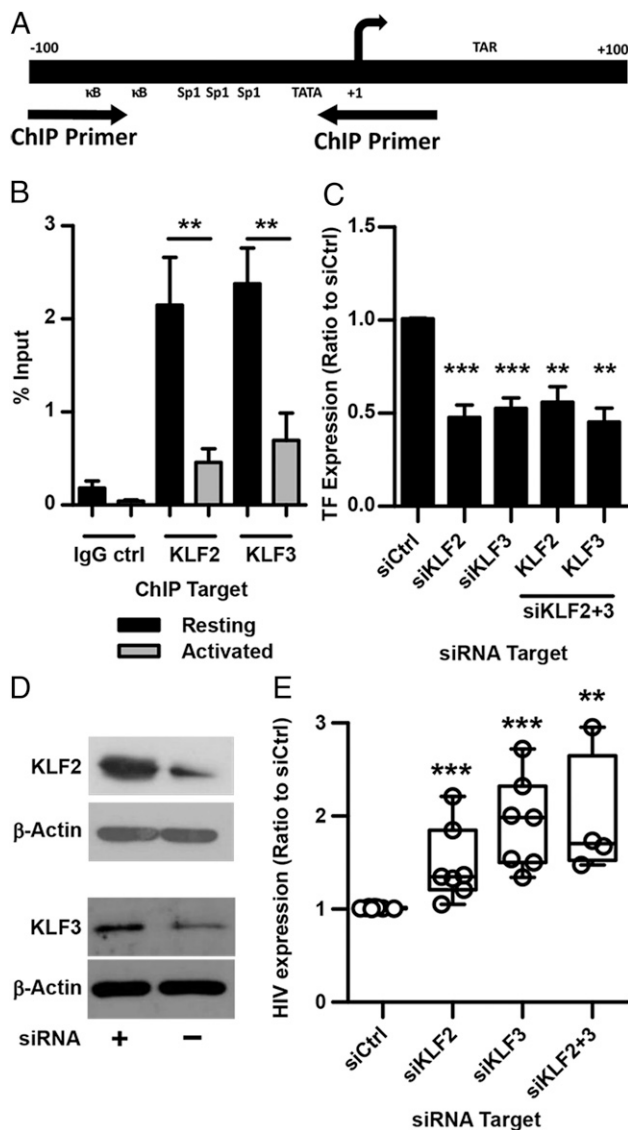 A
-100
TAR
+100
κB
κB
Sp1
Sp1
Sp1
TATA
+1
ChIP Primer
ChIP Primer
B
% Input
3
2
1
0
**
**
IgG ctrl
KLF2
KLF3
ChIP Target
Resting
Activated
C
TF Expression (Ratio to siCtrl)
1.5
1.0
0.5
0.0
***
***
**
**
siCtrl
siKLF2
siKLF3
KLF2
KLF3
siKLF2+3
siRNA Target
D
KLF2
β-Actin
KLF3
β-Actin
siRNA + −
E
HIV expression (Ratio to siCtrl)
3
2
1
0
***
***
**
siCtrl
siKLF2
siKLF3
siKLF2+3
siRNA Target